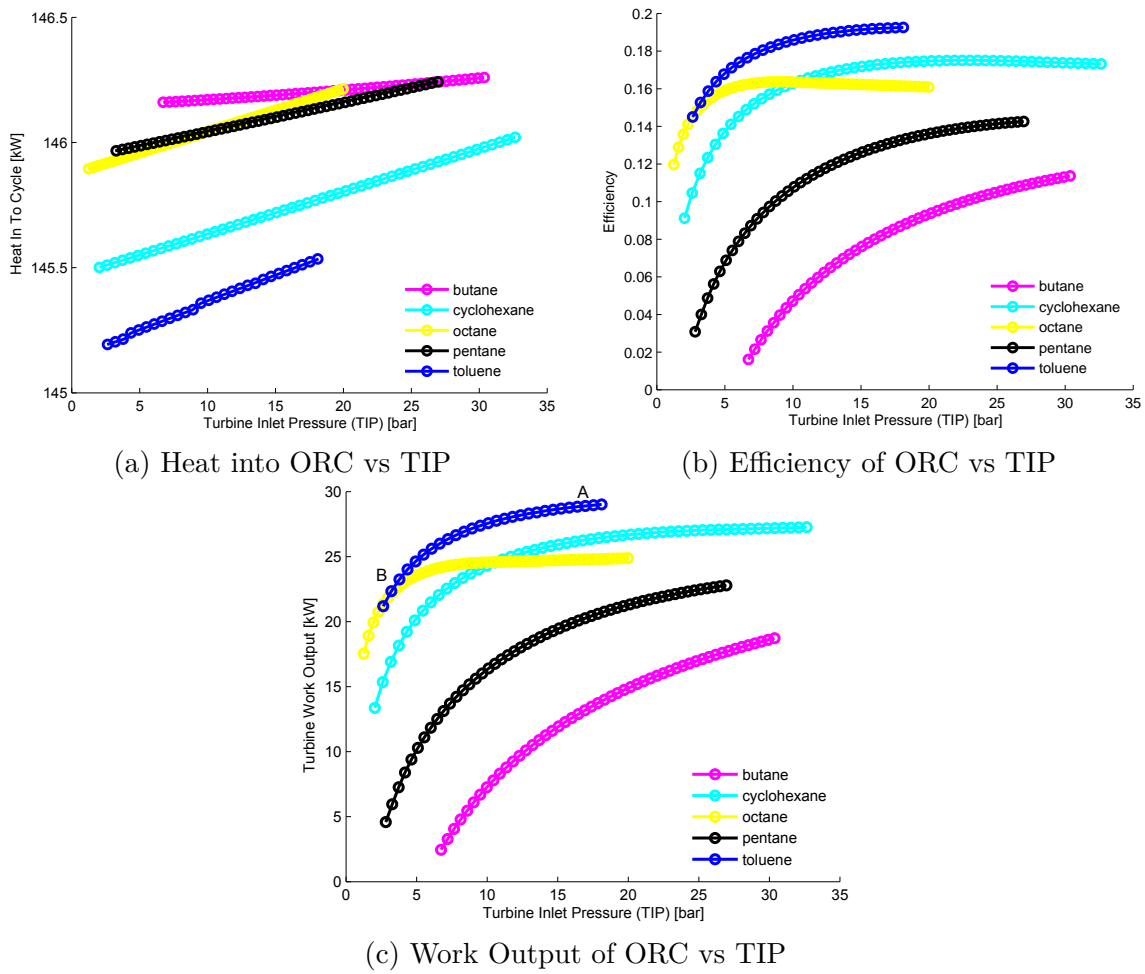 146.5
146
145.5
145
Heat In To Cycle [kW]
0 5 10 15 20 25 30 35
Turbine Inlet Pressure (TIP) [bar]
butane
cyclohexane
octane
pentane
toluene
(a) Heat into ORC vs TIP
0.2
0.18
0.16
0.14
0.12
0.1
0.08
0.06
0.04
0.02
0
Efficiency
0 5 10 15 20 25 30 35
Turbine Inlet Pressure (TIP) [bar]
butane
cyclohexane
octane
pentane
toluene
(b) Efficiency of ORC vs TIP
30
25
20
15
10
5
0
Turbine Work Output [kW]
A
B
0 5 10 15 20 25 30 35
Turbine Inlet Pressure (TIP) [bar]
butane
cyclohexane
octane
pentane
toluene
(c) Work Output of ORC vs TIP